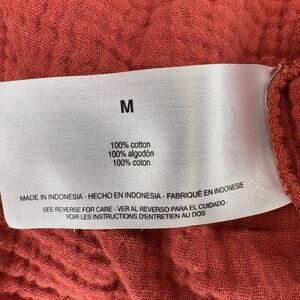 M
100% cotton
100% algodón
100% coton
MADE IN INDONESIA - HECHO EN INDONESIA - FABRIQUÉ EN INDONESIE
SEE REVERSE FOR CARE - VER AL REVERSO PARA EL CUIDADO
VOIR LES INSTRUCTIONS D'ENTRETIEN AU DOS